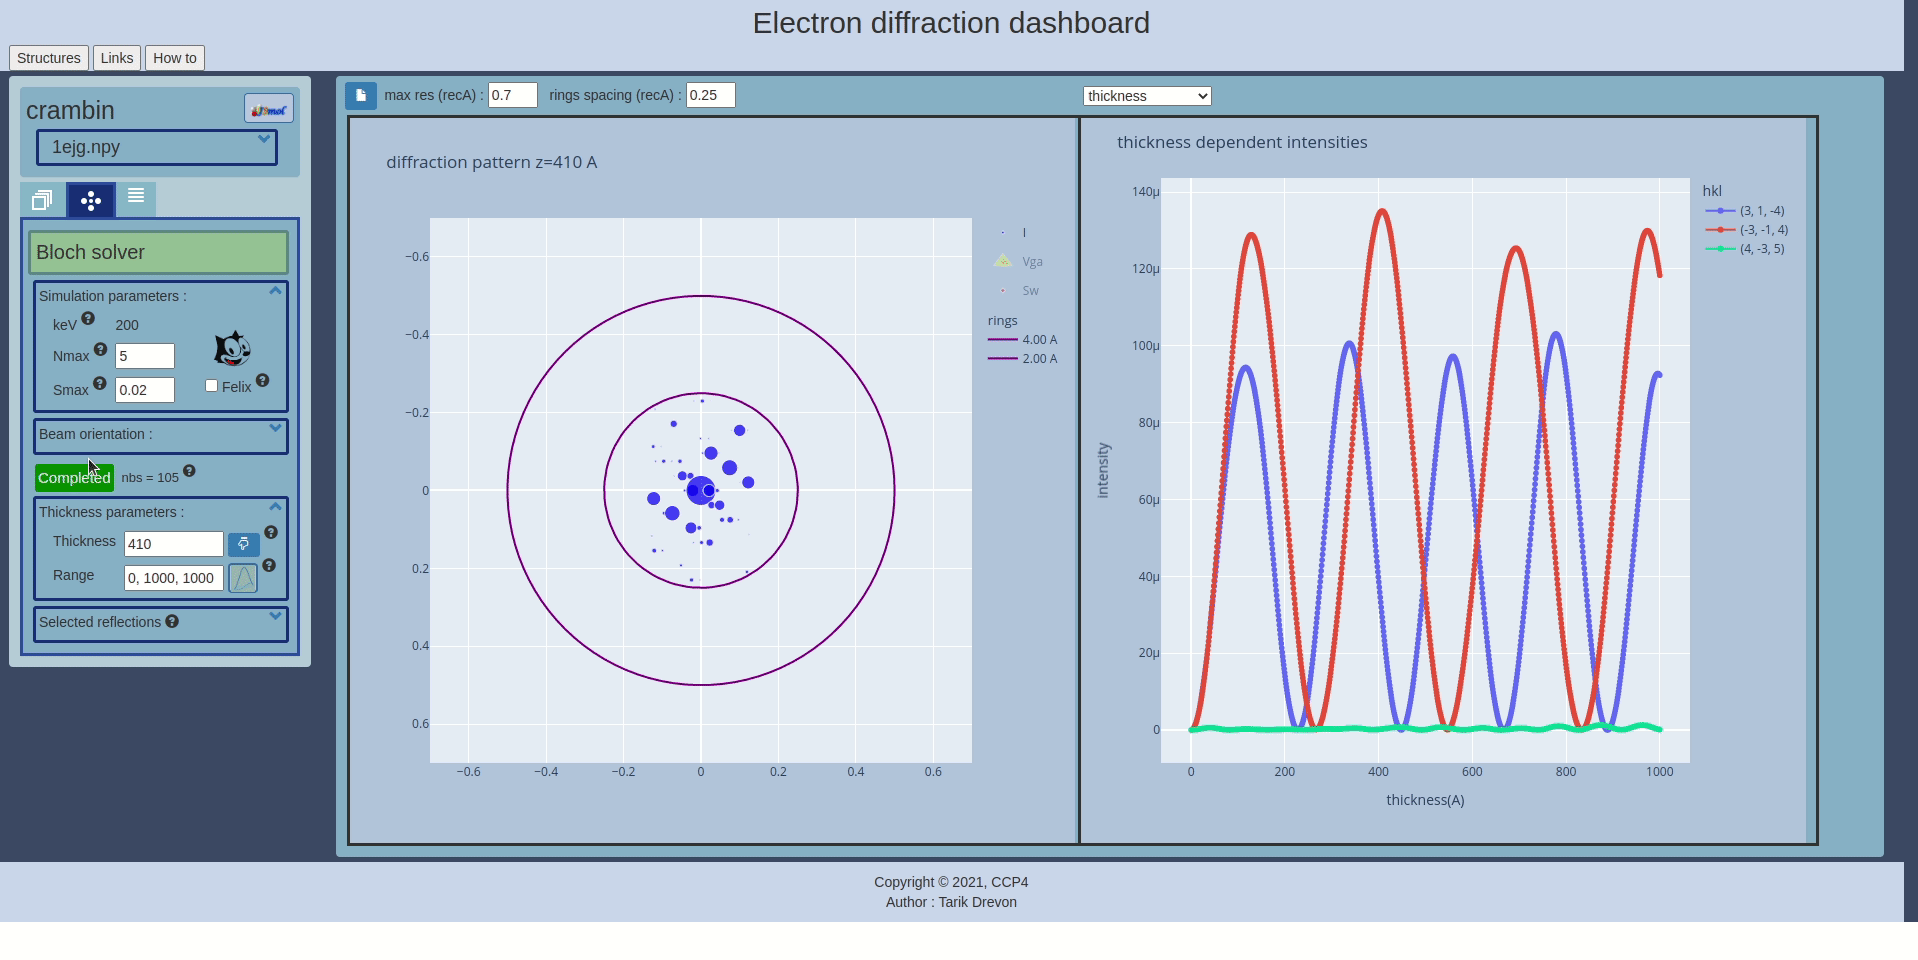 Electron diffraction dashboard
Structures Links How to
crambin
1ejg.npy
Bloch solver
Simulation parameters :
keV 200
Nmax 5
Smax 0.02 Felix
Beam orientation :
Completed nbs = 105
Thickness parameters :
Thickness 410
Range 0, 1000, 1000
Selected reflections
max res (recA) : 0.7 rings spacing (recA) : 0.25
thickness
diffraction pattern z=410 A
−0.6
−0.4
−0.2
0
0.2
0.4
0.6
−0.6 −0.4 −0.2 0 0.2 0.4 0.6
I
Vga
Sw
rings
4.00 A
2.00 A
thickness dependent intensities
intensity
140μ
120μ
100μ
80μ
60μ
40μ
20μ
0
0 200 400 600 800 1000
thickness(A)
hkl
(3, 1, -4)
(-3, -1, 4)
(4, -3, 5)
Copyright © 2021, CCP4
Author : Tarik Drevon